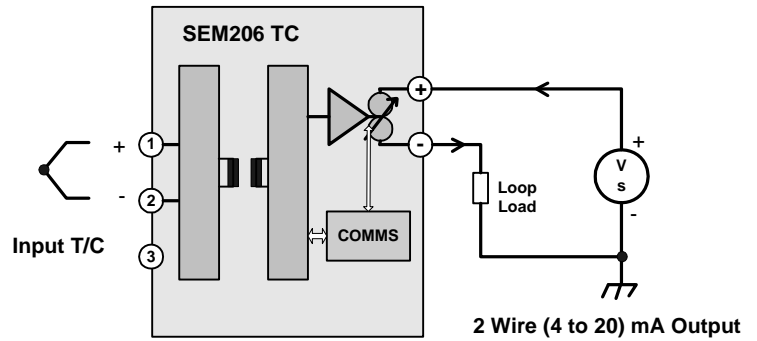 SEM206 TC
+
-
+
1
-
2
3
Input T/C
COMMS
Loop
Load
+
V
s
-
2 Wire (4 to 20) mA Output